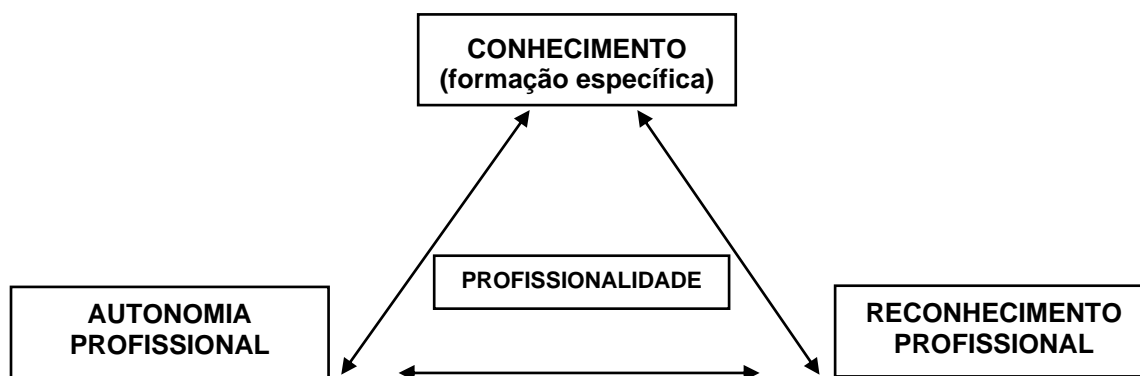 CONHECIMENTO
(formação específica)
PROFISSIONALIDADE
AUTONOMIA
PROFISSIONAL
RECONHECIMENTO
PROFISSIONAL